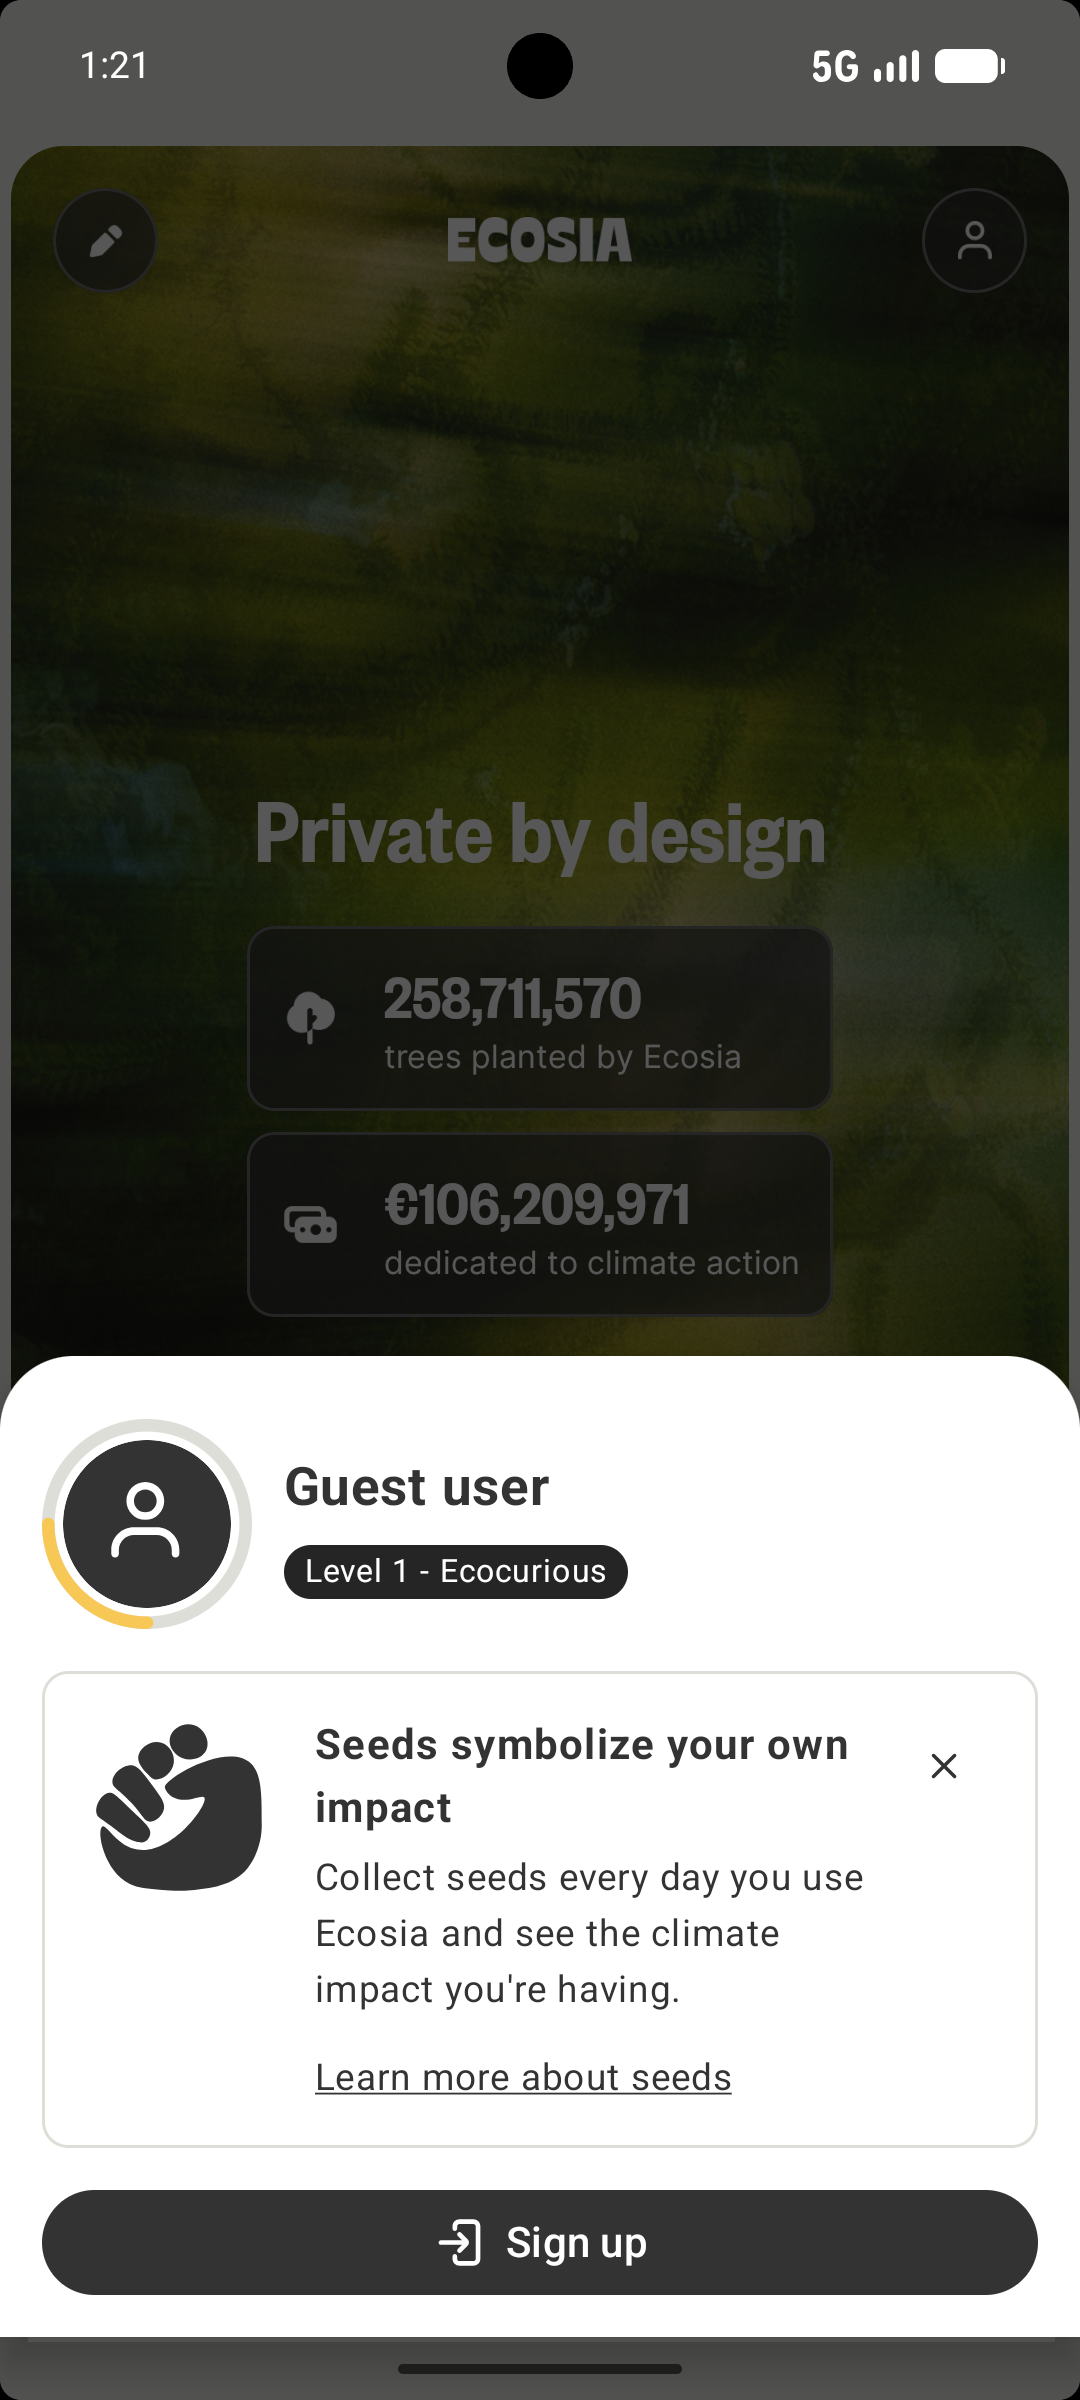 1:21
5G
ECOSIA
Private by design
258,711,570
trees planted by Ecosia
€106,209,971
dedicated to climate action
Guest user
Level 1 - Ecocurious
Seeds symbolize your own
impact
Collect seeds every day you use
Ecosia and see the climate
impact you're having.
Learn more about seeds
Sign up